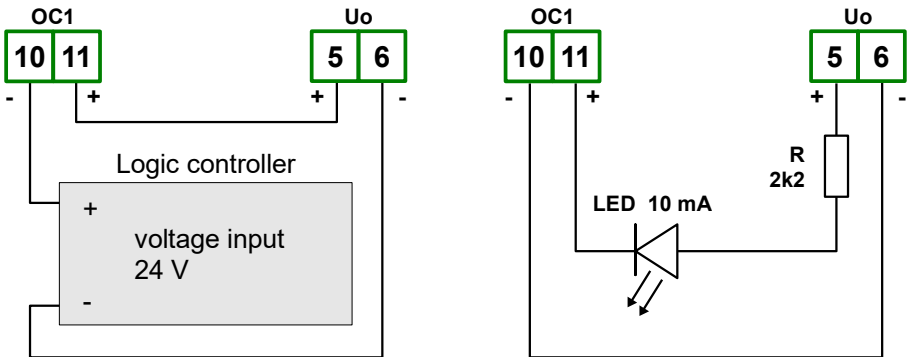 OC1
Uo
10 11
5 6
- +
+ -
Logic controller
+
voltage input
24 V
-
OC1
Uo
10 11
5 6
- +
+ -
R
2k2
LED 10 mA